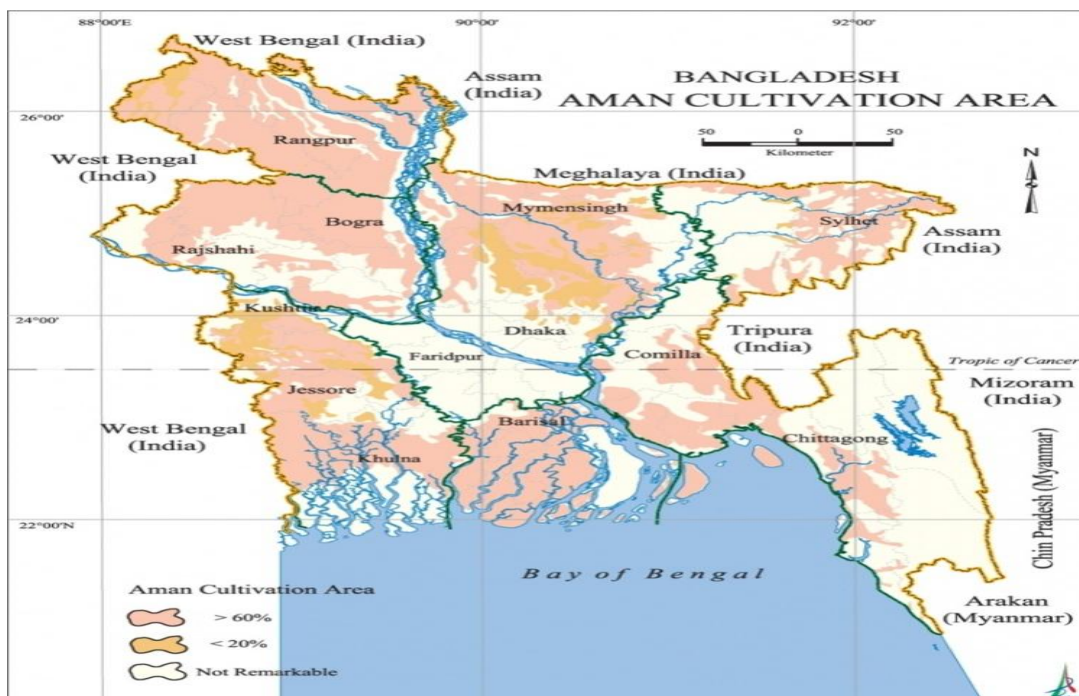 88°00'E
90°00'
92°00'
West Bengal (India)
Assam
(India)
BANGLADESH
AMAN CULTIVATION AREA
26°00'
50
0
50
Kilometer
N
Rangpur
West Bengal
(India)
Meghalaya (India)
Mymensingh
Bogra
Sylhet
Rajshahi
Assam
(India)
Kushtia
24°00'
Dhaka
Tripura
(India)
Faridpur
Comilla
Tropic of Cancer
Jessore
Mizoram
(India)
West Bengal
(India)
Barisal
Chittagong
Khulna
Chin Pradesh (Myanmar)
22°00'N
Bay of Bengal
Aman Cultivation Area
> 60%
< 20%
Not Remarkable
Arakan
(Myanmar)